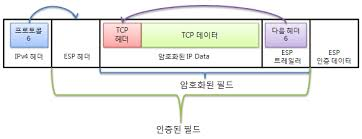 프로토콜
6
TCP
헤더
TCP 데이터
다음 헤더
6
IPv4 헤더
ESP 헤더
암호화된 IP Data
ESP
트레일러
ESP
인증 데이터
암호화된 필드
인증된 필드